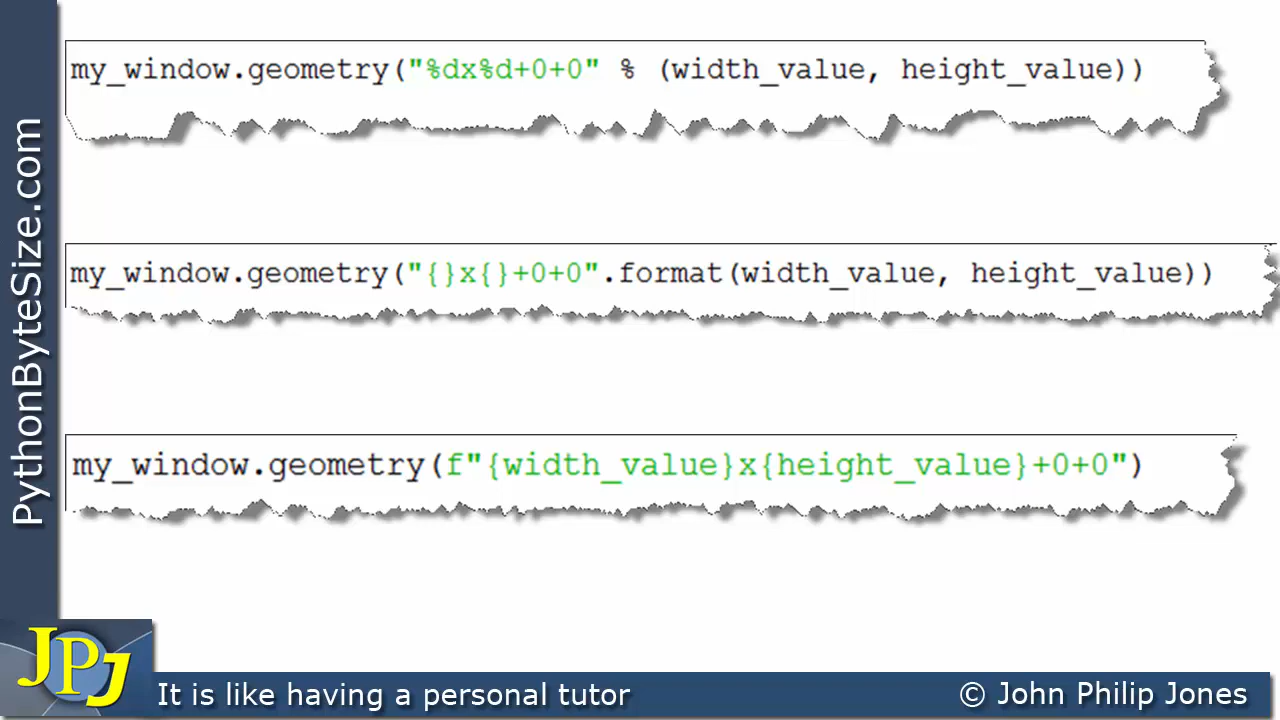 my_window.geometry("%dx%d+0+0" % (width_value, height_value))
my_window.geometry("{}x{}+0+0".format(width_value, height_value))
my_window.geometry(f"{width_value}x{height_value}+0+0")
PythonByteSize.com
JPJ
It is like having a personal tutor
© John Philip Jones